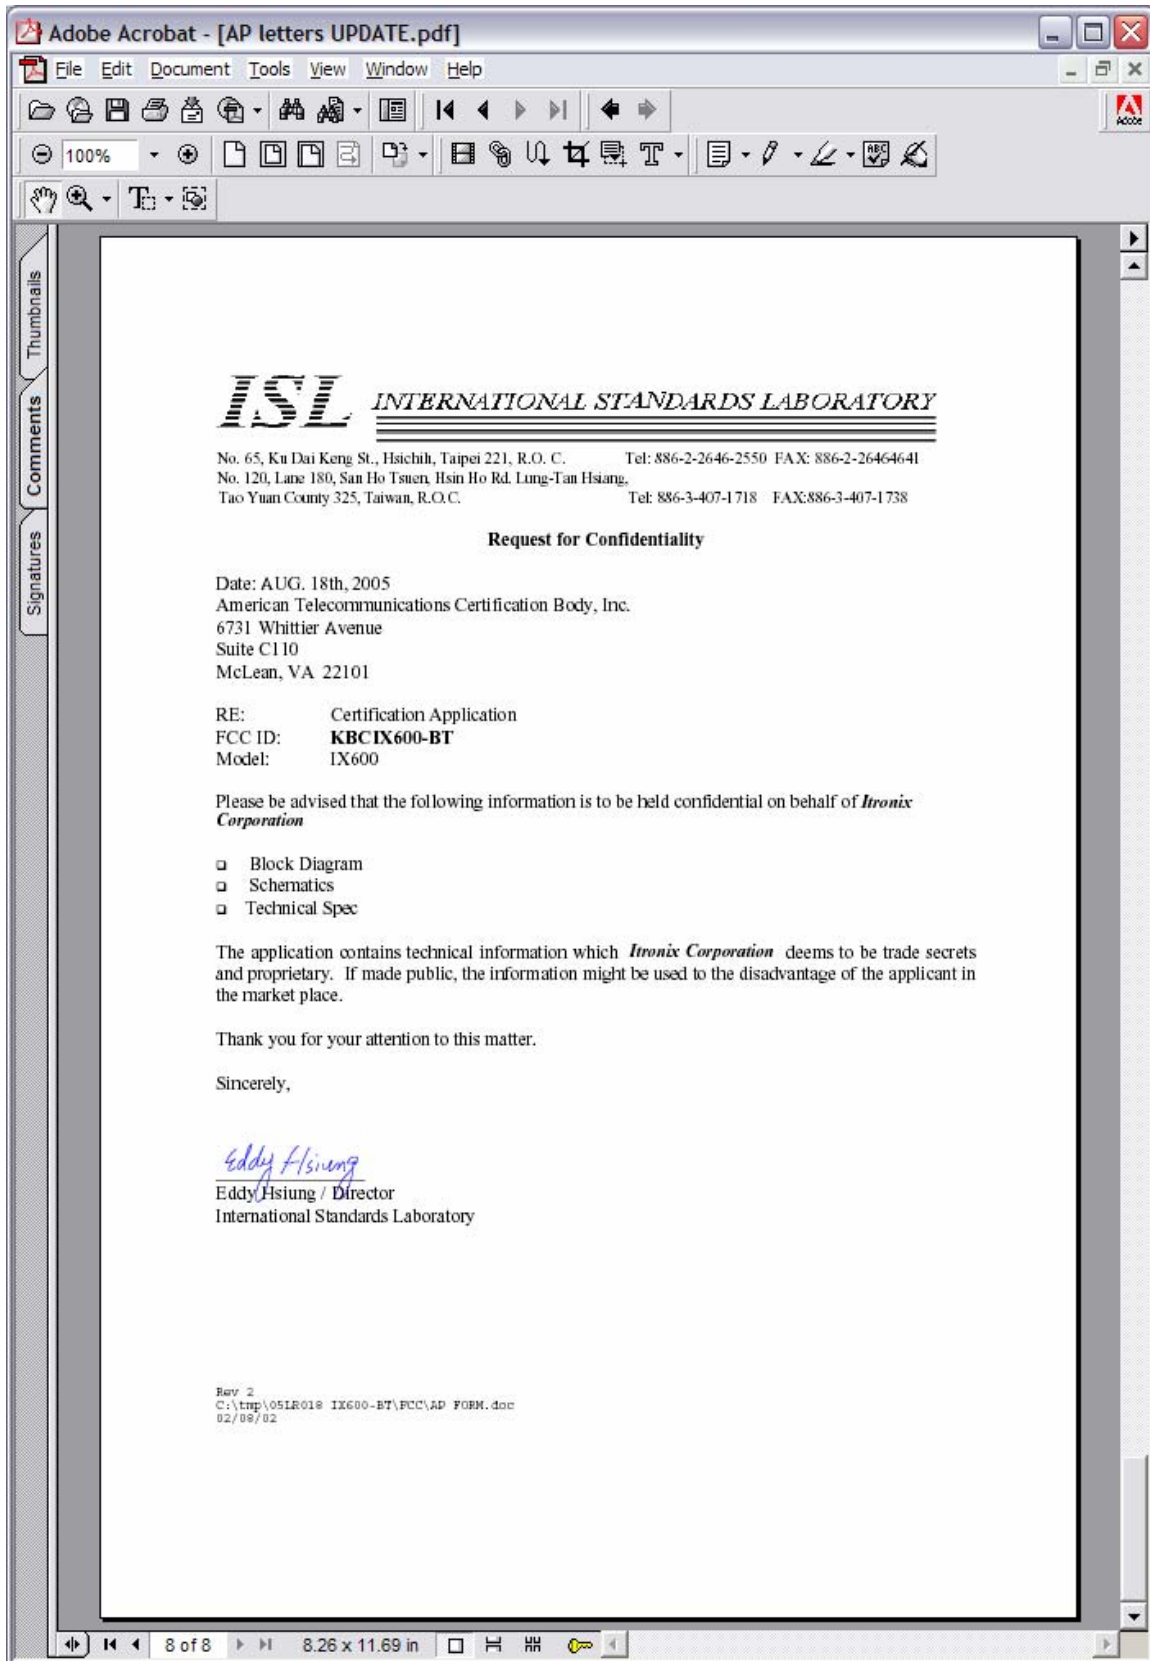 Adobe Acrobat - [AP letters UPDATE.pdf]
File Edit Document Tools View Window Help
Adobe
100%
ABC
Thumbnails
Comments
Signatures
ISL INTERNATIONAL STANDARDS LABORATORY
No. 65, Ku Dai Keng St., Hsichih, Taipei 221, R.O. C. Tel: 886-2-2646-2550 FAX: 886-2-26464641
No. 120, Lane 180, San Ho Tsuen, Hsin Ho Rd. Lung-Tan Hsiang,
Tao Yuan County 325, Taiwan, R.O.C. Tel: 886-3-407-1718 FAX:886-3-407-1738
Request for Confidentiality
Date: AUG. 18th, 2005
American Telecommunications Certification Body, Inc.
6731 Whittier Avenue
Suite C110
McLean, VA 22101
RE: Certification Application
FCC ID: KBCIX600-BT
Model: IX600
Please be advised that the following information is to be held confidential on behalf of Itronix
Corporation
Block Diagram
Schematics
Technical Spec
The application contains technical information which Itronix Corporation deems to be trade secrets
and proprietary. If made public, the information might be used to the disadvantage of the applicant in
the market place.
Thank you for your attention to this matter.
Sincerely,
Eddy Hsiung
Eddy Hsiung / Director
International Standards Laboratory
Rev 2
C:\tmp\05LR018 IX600-BT\FCC\AP FORM.doc
02/08/02
8 of 8 8.26 x 11.69 in